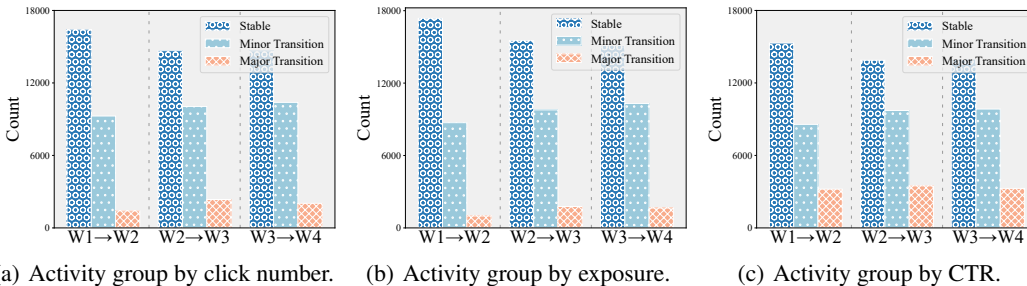 18000
12000
6000
0
Count
Stable
Minor Transition
Major Transition
W1→W2
W2→W3
W3→W4
(a) Activity group by click number.
18000
12000
6000
0
Count
Stable
Minor Transition
Major Transition
W1→W2
W2→W3
W3→W4
(b) Activity group by exposure.
18000
12000
6000
0
Count
Stable
Minor Transition
Major Transition
W1→W2
W2→W3
W3→W4
(c) Activity group by CTR.